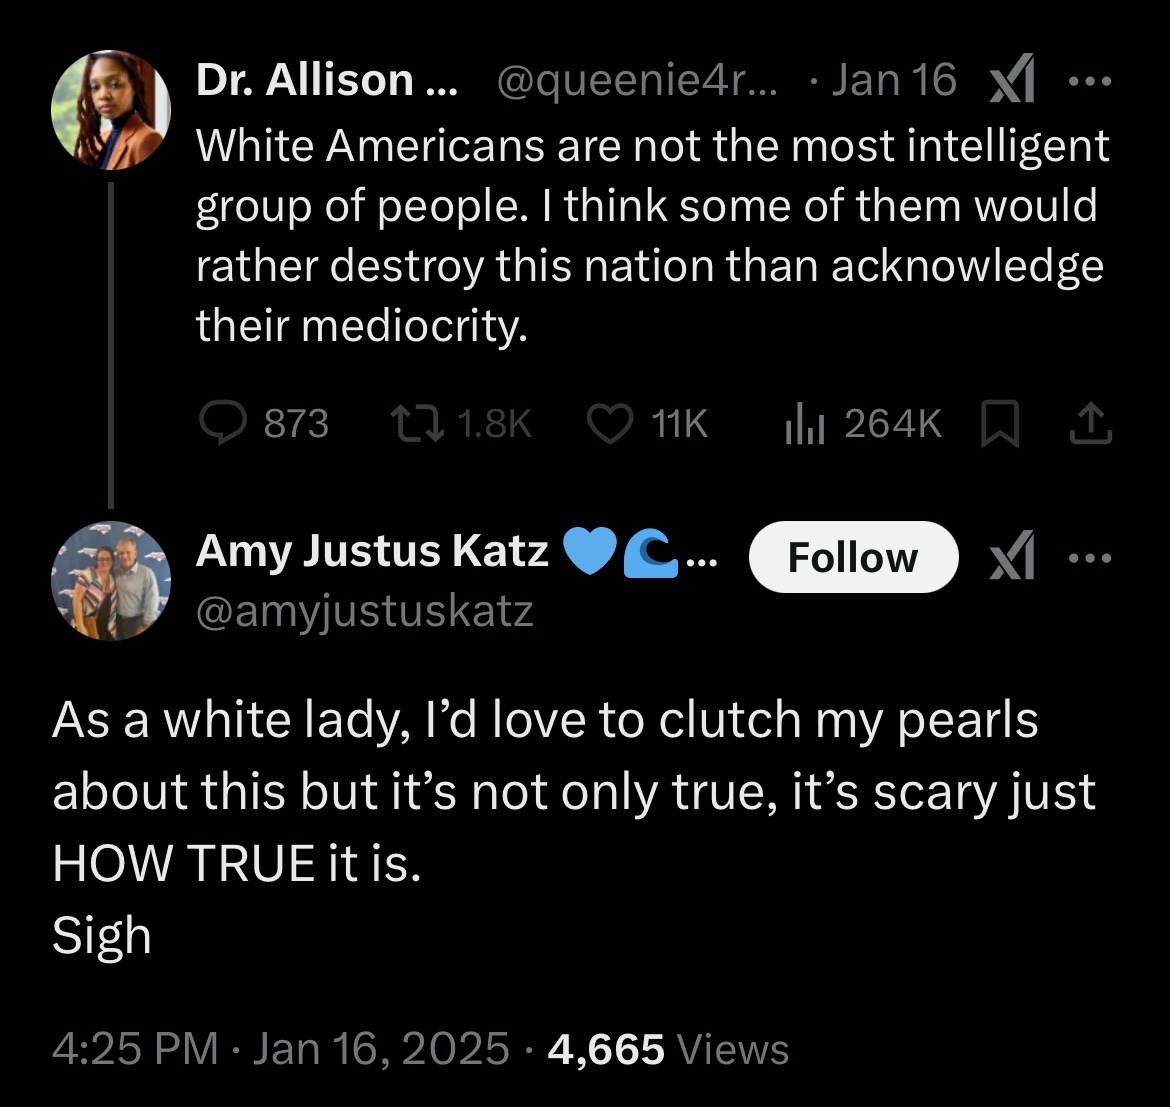 Dr. Allison ... @queenie4r... · Jan 16
White Americans are not the most intelligent
group of people. I think some of them would
rather destroy this nation than acknowledge
their mediocrity.
873 1.8K 11K 264K
Amy Justus Katz 💙🌊... Follow
@amyjustuskatz
As a white lady, I’d love to clutch my pearls
about this but it’s not only true, it’s scary just
HOW TRUE it is.
Sigh
4:25 PM · Jan 16, 2025 · 4,665 Views